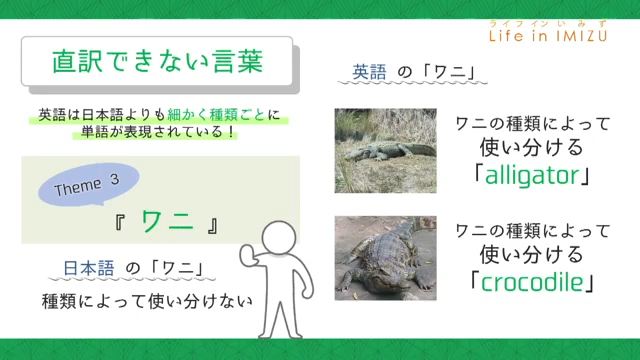 ライフ イン い み ず
Life in IMIZU
直訳できない言葉
英語は日本語よりも細かく種類ごとに
単語が表現されている！
Theme 3
『 ワニ 』
日本語 の「ワニ」
種類によって使い分けない
英語 の「ワニ」
ワニの種類によって
使い分ける
「alligator」
ワニの種類によって
使い分ける
「crocodile」